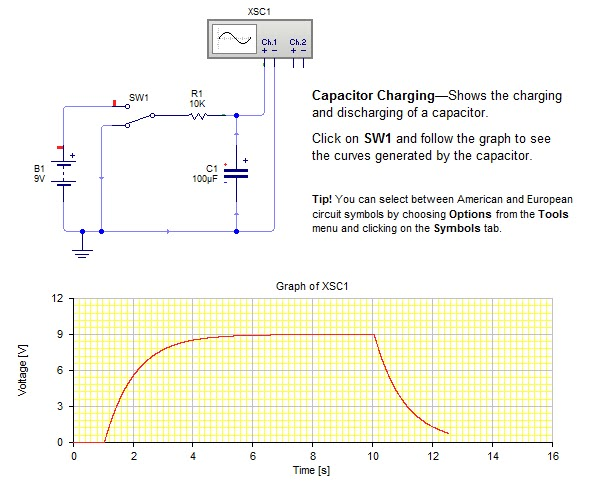 XSC1
Ch.1 Ch.2
+ − + −
SW1
R1
10K
B1
9V
+
C1
100µF
+
+
-
Capacitor Charging—Shows the charging
and discharging of a capacitor.
Click on SW1 and follow the graph to see
the curves generated by the capacitor.
Tip! You can select between American and European
circuit symbols by choosing Options from the Tools
menu and clicking on the Symbols tab.
Graph of XSC1
Voltage [V]
12
9
6
3
0
0 2 4 6 8 10 12 14 16
Time [s]